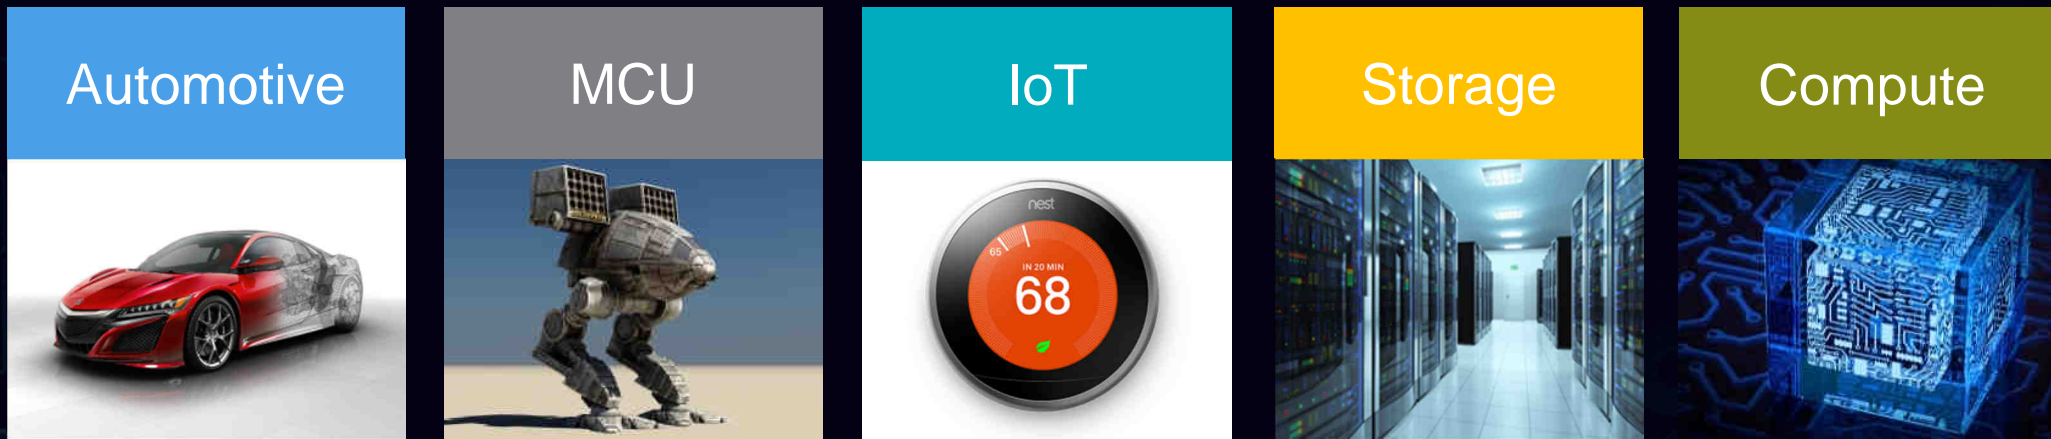 Automotive
MCU
IoT
Storage
Compute
nest
65
IN 20 MIN
68